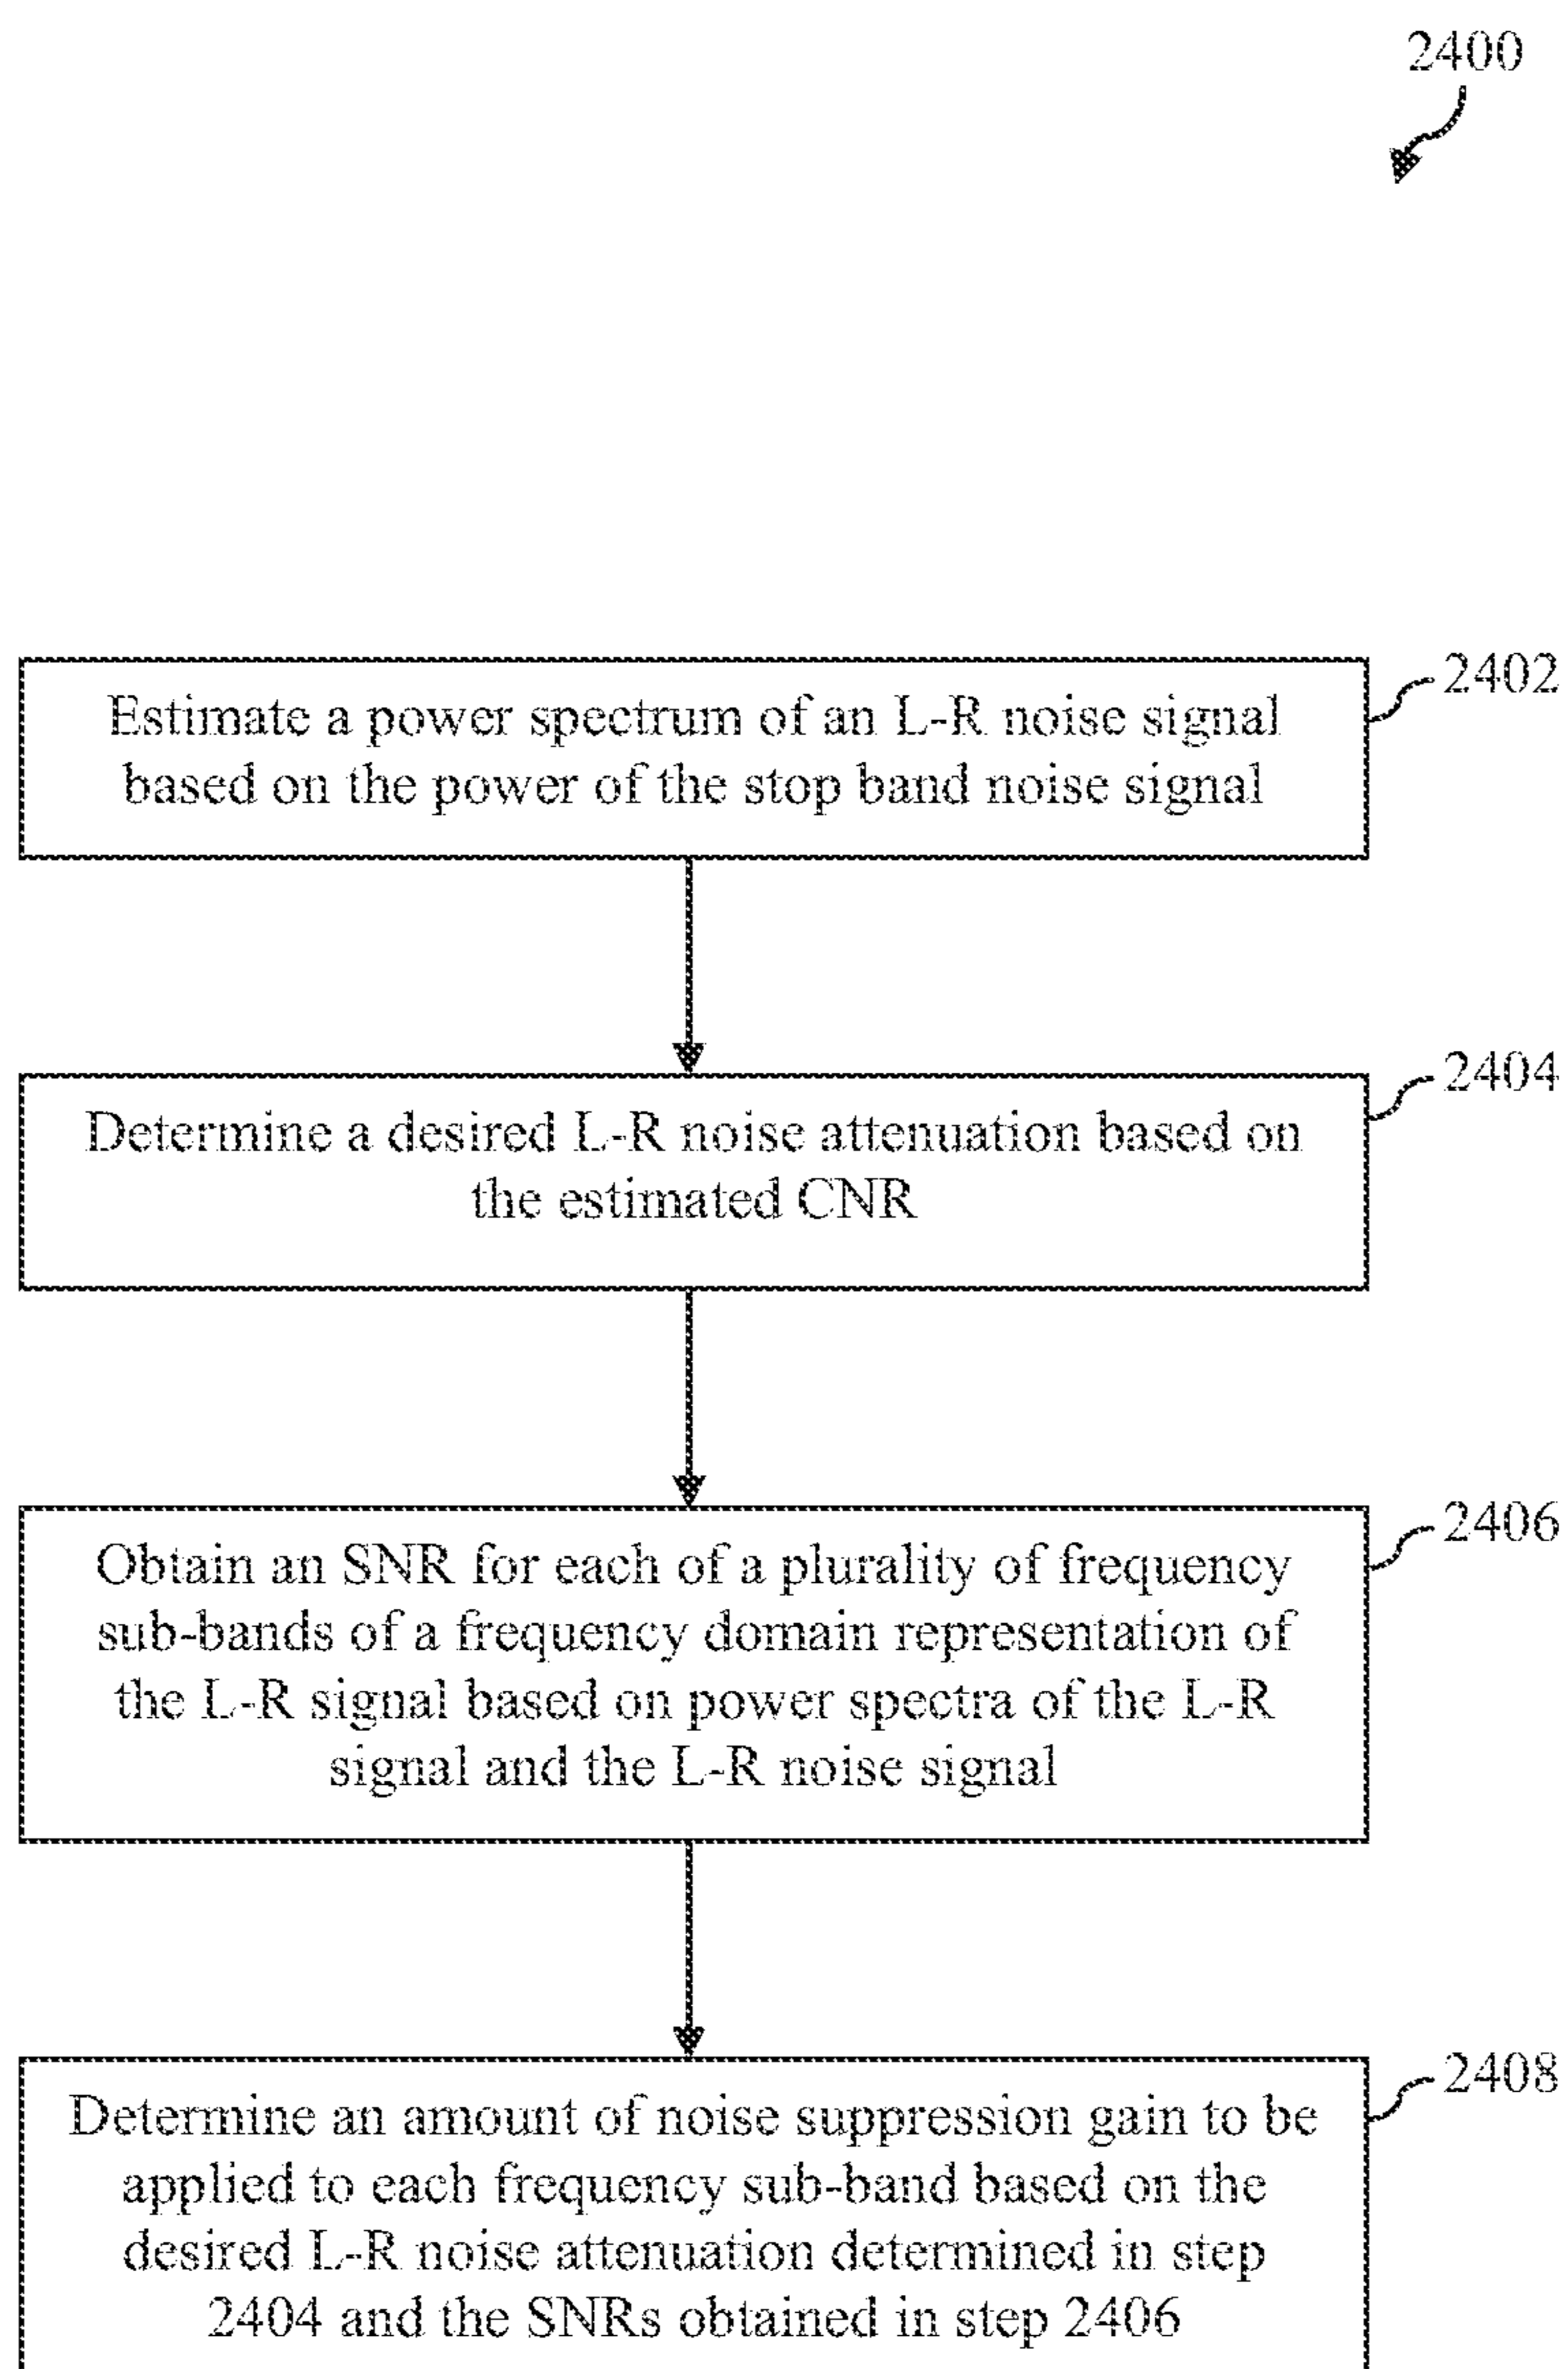 2400
2402
Estimate a power spectrum of an L-R noise signal
based on the power of the stop band noise signal
2404
Determine a desired L-R noise attenuation based on
the estimated CNR
2406
Obtain an SNR for each of a plurality of frequency
sub-bands of a frequency domain representation of
the L-R signal based on power spectra of the L-R
signal and the L-R noise signal
2408
Determine an amount of noise suppression gain to be
applied to each frequency sub-band based on the
desired L-R noise attenuation determined in step
2404 and the SNRs obtained in step 2406